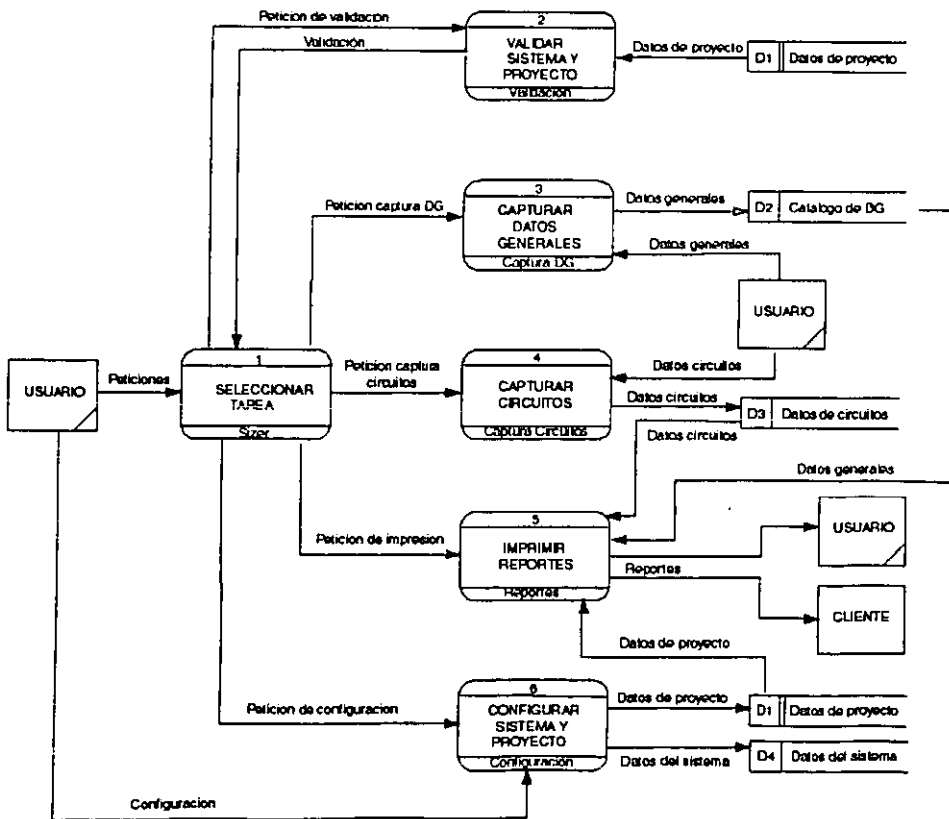 Peticion de validacion
Validación
2
VALIDAR
SISTEMA Y
PROYECTO
Validacion
Datos de proyecto
D1 Datos de proyecto
Peticion captura DG
3
CAPTURAR
DATOS
GENERALES
Captura DG
Datos generales
D2 Catalogo de DG
Datos generales
USUARIO
USUARIO
Peticiones
1
SELECCIONAR
TAREA
Sizer
Peticion captura
circuitos
4
CAPTURAR
CIRCUITOS
Captura Circuitos
Datos circuitos
Datos circuitos
D3 Datos de circuitos
Datos circuitos
Datos generales
Peticion de impresion
5
IMPRIMIR
REPORTES
Reportes
USUARIO
Reportes
CLIENTE
Datos de proyecto
Peticion de configuracion
6
CONFIGURAR
SISTEMA Y
PROYECTO
Configuración
Datos de proyecto
D1 Datos de proyecto
Datos del sistema
D4 Datos del sistema
Configuracion